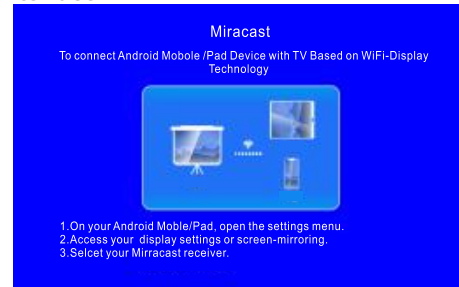 Miracast
To connect Android Mobole /Pad Device with TV Based on WiFi-Display
Technology
1.On your Android Moble/Pad, open the settings menu.
2.Access your display settings or screen-mirroring.
3.Selcet your Mirracast receiver.